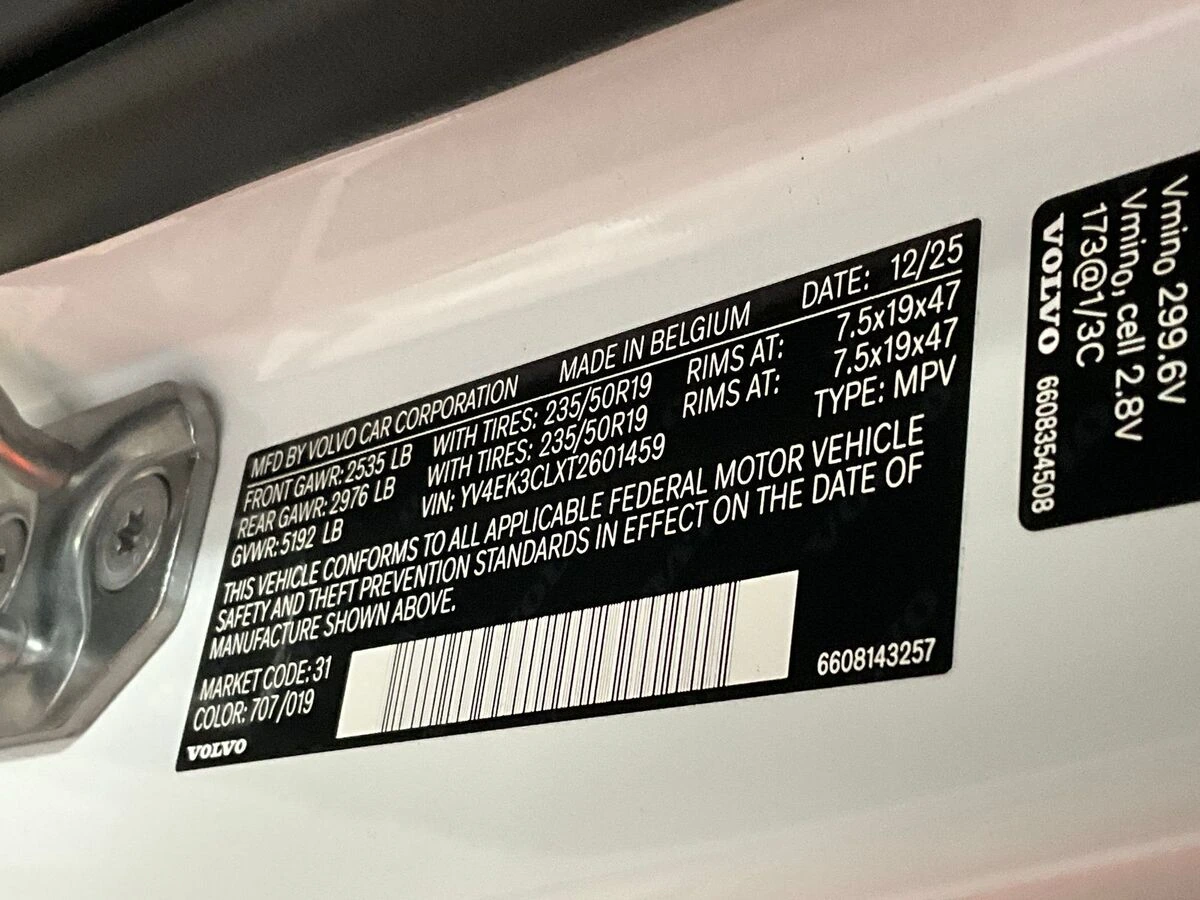 MFD BY VOLVO CAR CORPORATION MADE IN BELGIUM DATE: 12/25
FRONT GAWR: 2535 LB WITH TIRES: 235/50R19 RIMS AT: 7.5x19x47
REAR GAWR: 2976 LB WITH TIRES: 235/50R19 RIMS AT: 7.5x19x47
GVWR: 5192 LB VIN: YV4EK3CLXT2601459 TYPE: MPV
THIS VEHICLE CONFORMS TO ALL APPLICABLE FEDERAL MOTOR VEHICLE
SAFETY AND THEFT PREVENTION STANDARDS IN EFFECT ON THE DATE OF
MANUFACTURE SHOWN ABOVE.
MARKET CODE: 31
COLOR: 707/019
VOLVO
6608143257
Vmin0 299.6V
Vmin0, cell 2.8V
173@1/3C
VOLVO 6608354508